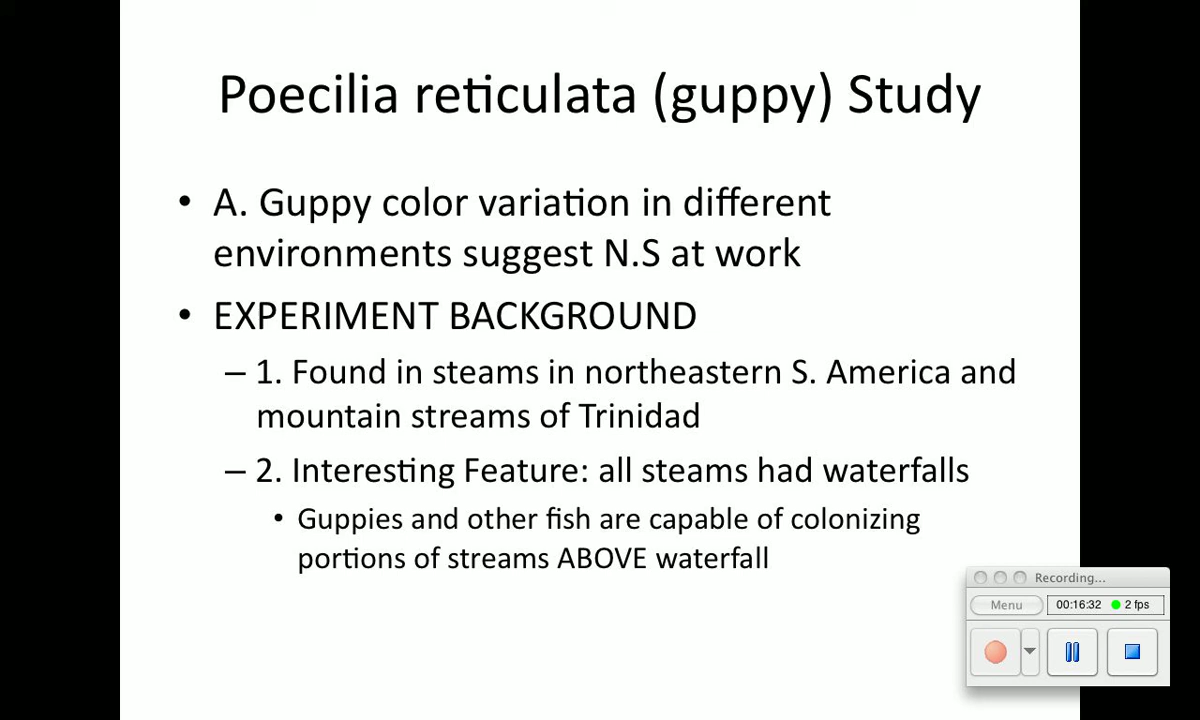 Poecilia reticulata (guppy) Study
• A. Guppy color variation in different
environments suggest N.S at work
• EXPERIMENT BACKGROUND
– 1. Found in steams in northeastern S. America and
mountain streams of Trinidad
– 2. Interesting Feature: all steams had waterfalls
• Guppies and other fish are capable of colonizing
portions of streams ABOVE waterfall
Recording...
Menu 00:16:32 2 fps